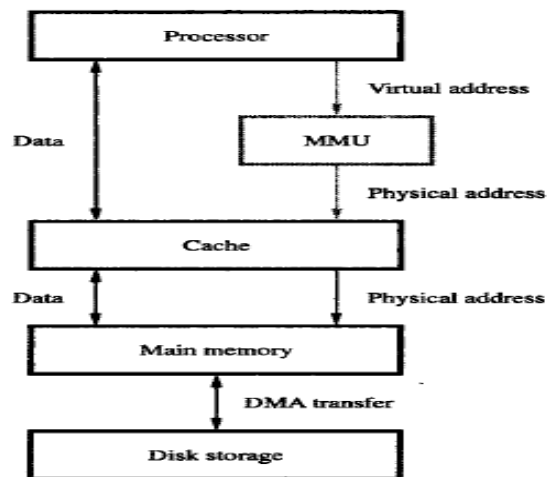 Processor
Virtual address
Data
MMU
Physical address
Cache
Data
Physical address
Main memory
DMA transfer
Disk storage